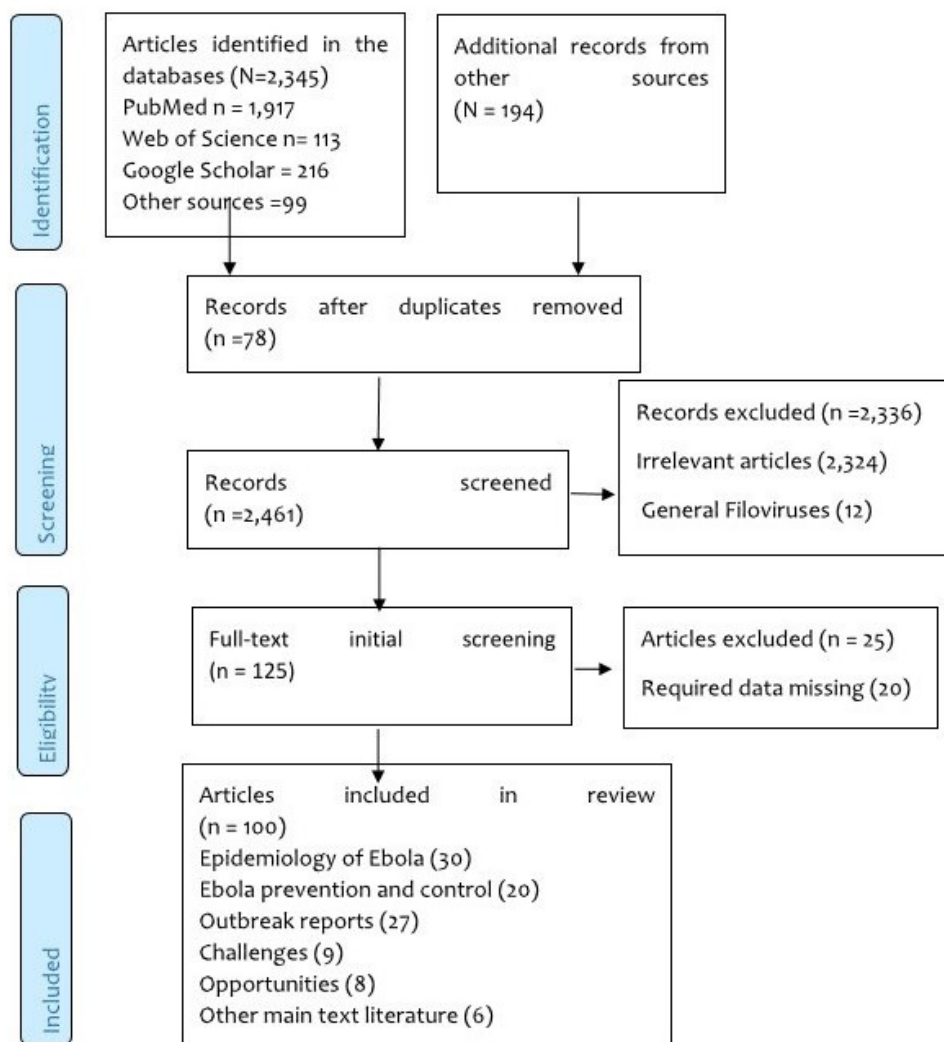 Identification
Articles identified in the
databases (N=2,345)
PubMed n = 1,917
Web of Science n= 113
Google Scholar = 216
Other sources =99
Additional records from
other sources
(N = 194)
Records after duplicates removed
(n =78)
Screening
Records screened
(n =2,461)
Records excluded (n =2,336)
Irrelevant articles (2,324)
General Filoviruses (12)
Eligibility
Full-text initial screening
(n = 125)
Articles excluded (n = 25)
Required data missing (20)
Included
Articles included in review
(n = 100)
Epidemiology of Ebola (30)
Ebola prevention and control (20)
Outbreak reports (27)
Challenges (9)
Opportunities (8)
Other main text literature (6)